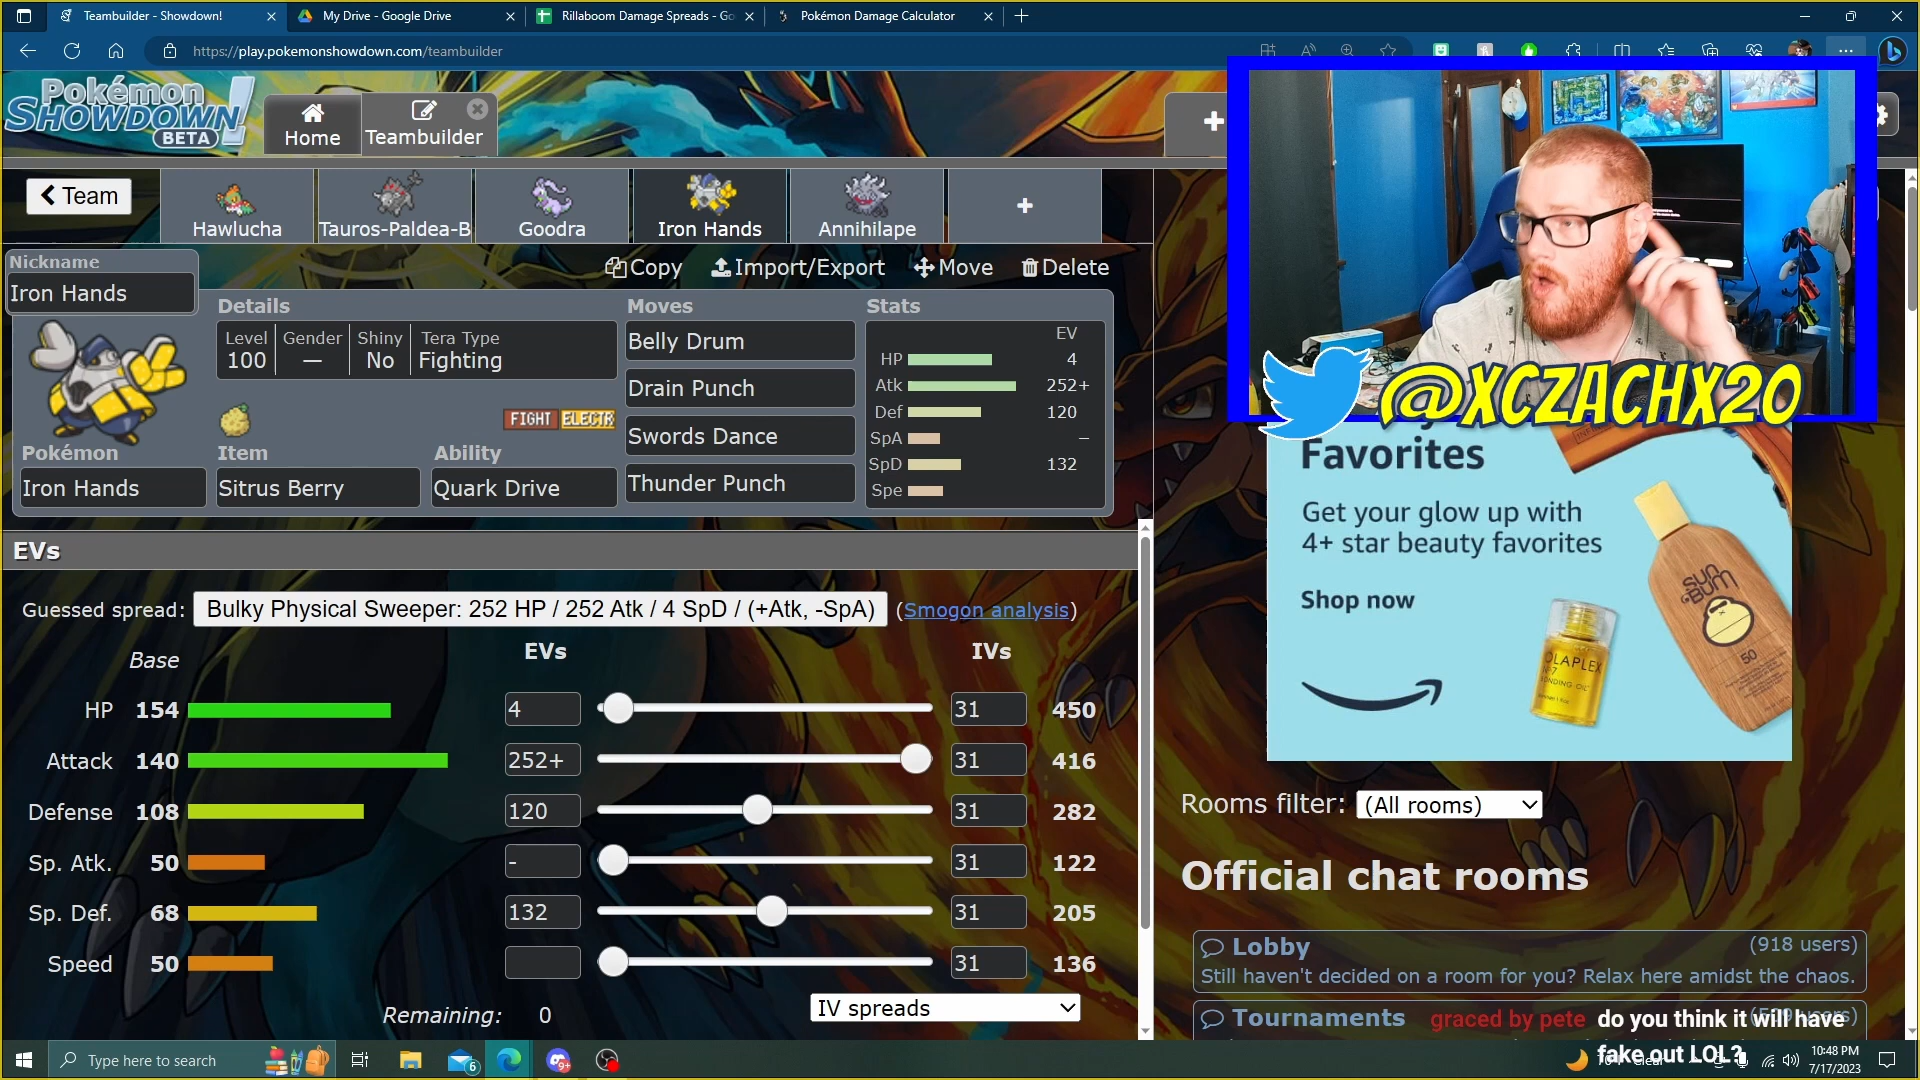 Teambuilder - Showdown!
My Drive - Google Drive
Rillaboom Damage Spreads - Go
Pokémon Damage Calculator
https://play.pokemonshowdown.com/teambuilder
Pokémon
SHOWDOWN!
BETA
Home
Teambuilder
Team
Hawlucha
Tauros-Paldea-B
Goodra
Iron Hands
Annihilape
+
Nickname
Iron Hands
Copy
Import/Export
Move
Delete
Details
Level
100
Gender
—
Shiny
No
Tera Type
Fighting
FIGHT
ELECTR
Pokémon
Iron Hands
Item
Sitrus Berry
Ability
Quark Drive
Moves
Belly Drum
Drain Punch
Swords Dance
Thunder Punch
Stats
EV
HP 4
Atk 252+
Def 120
SpA –
SpD 132
Spe
@XCZACHX20
EVs
Guessed spread: Bulky Physical Sweeper: 252 HP / 252 Atk / 4 SpD / (+Atk, -SpA) (Smogon analysis)
Base EVs IVs
HP 154 4 31 450
Attack 140 252+ 31 416
Defense 108 120 31 282
Sp. Atk. 50 - 31 122
Sp. Def. 68 132 31 205
Speed 50 31 136
Remaining: 0
IV spreads
Favorites
Get your glow up with
4+ star beauty favorites
Shop now
SUN
BUM
50
OLAPLEX
BONDING OIL
Rooms filter: (All rooms)
Official chat rooms
Lobby (918 users)
Still haven't decided on a room for you? Relax here amidst the chaos.
Tournaments
graced by pete do you think it will have
fake out LOL?
Type here to search
6
9+
10:48 PM
7/17/2023